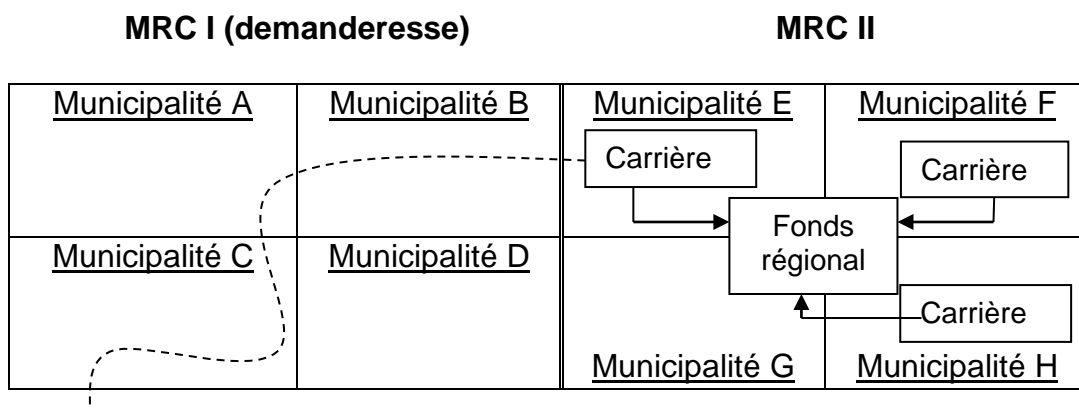 MRC I (demanderesse)
MRC II
Municipalité A
Municipalité B
Municipalité E
Municipalité F
Carrière
Carrière
Fonds
régional
Municipalité C
Municipalité D
Carrière
Municipalité G
Municipalité H